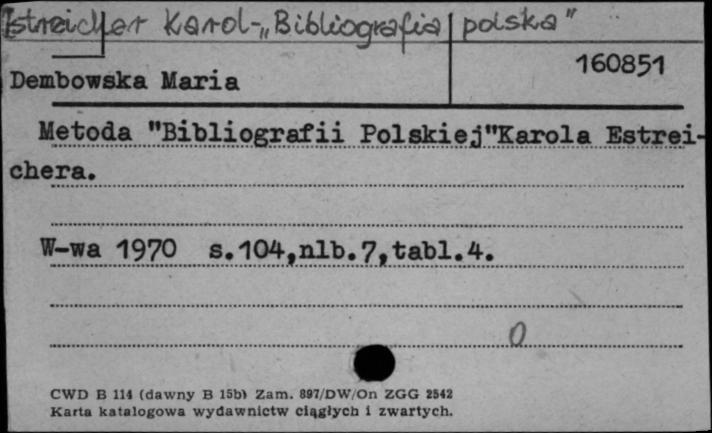 Estreicher Karol-„Bibliografia polska"
160851
Dembowska Maria
Metoda "Bibliografii Polskiej"Karola Estrei-
chera.
W-wa 1970 s.104,nlb.7,tabl.4.
0
CWD B 114 (dawny B 15b) Zam. 897/DW/On ZGG 2542
Karta katalogowa wydawnictw ciągłych i zwartych.